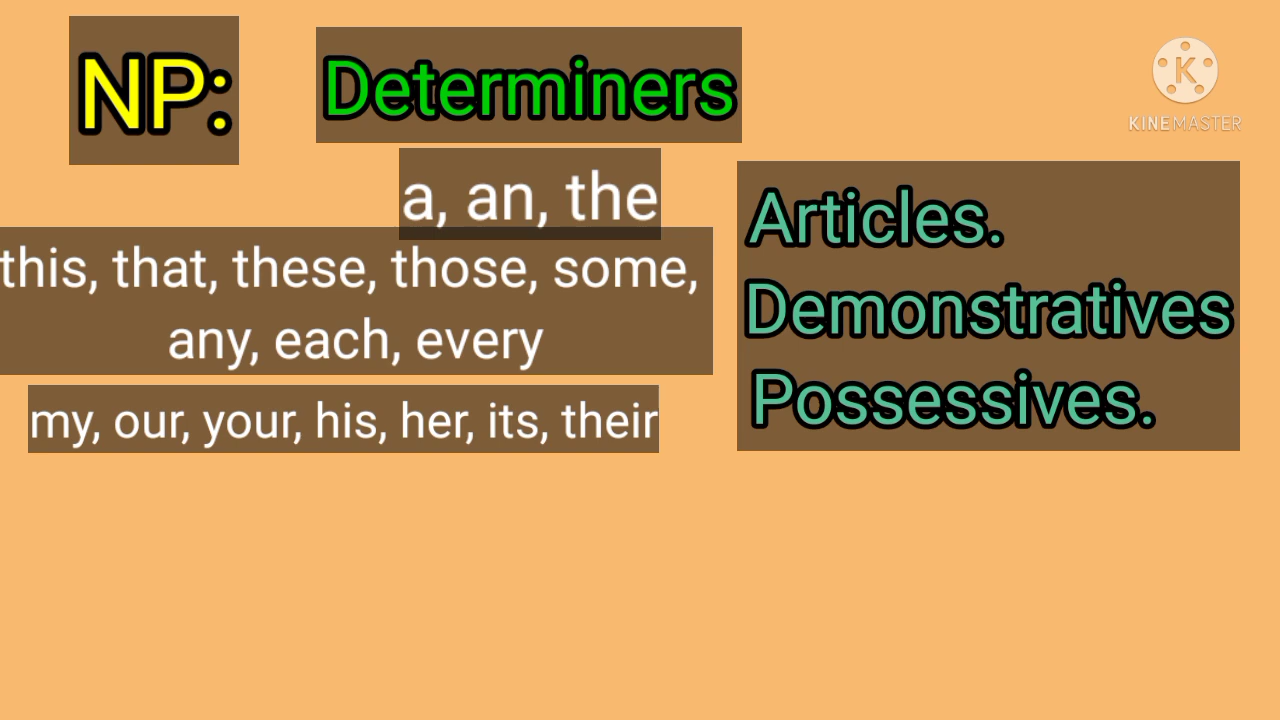 NP:
Determiners
KINEMASTER
a, an, the
Articles.
this, that, these, those, some,
any, each, every
Demonstratives
my, our, your, his, her, its, their
Possessives.